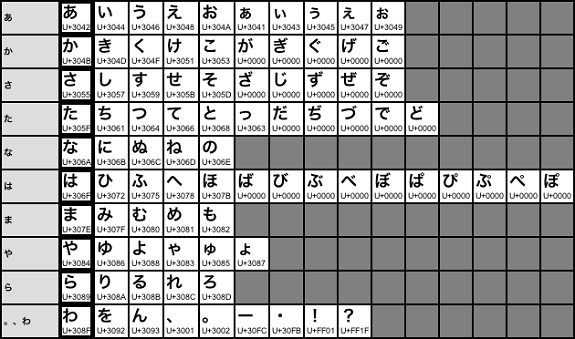 あ あ い う え お ぁ ぃ ぅ ぇ ぉ
U+3042 U+3044 U+3046 U+3048 U+304A U+3041 U+3043 U+3045 U+3047 U+3049
か か き く け こ が ぎ ぐ げ ご
U+304B U+304D U+304F U+3051 U+3053 U+0000 U+0000 U+0000 U+0000 U+0000
さ さ し す せ そ ざ じ ず ぜ ぞ
U+3055 U+3057 U+3059 U+305B U+305D U+0000 U+0000 U+0000 U+0000 U+0000
た た ち つ て と っ だ ぢ づ で ど
U+305F U+3061 U+3064 U+3066 U+3068 U+3063 U+0000 U+0000 U+0000 U+0000 U+0000
な な に ぬ ね の
U+306A U+306B U+306C U+306D U+306E
は は ひ ふ へ ほ ば び ぶ べ ぼ ぱ ぴ ぷ ぺ ぽ
U+306F U+3072 U+3075 U+3078 U+307B U+0000 U+0000 U+0000 U+0000 U+0000 U+0000 U+0000 U+0000 U+0000 U+0000
ま ま み む め も
U+307E U+307F U+3080 U+3081 U+3082
や や ゆ よ ゃ ゅ ょ
U+3084 U+3086 U+3088 U+3083 U+3085 U+3087
ら ら り る れ ろ
U+3089 U+308A U+308B U+308C U+308D
。、わ わ を ん 、 。 ー ・ ! ?
U+308F U+3092 U+3093 U+3001 U+3002 U+30FC U+30FB U+FF01 U+FF1F